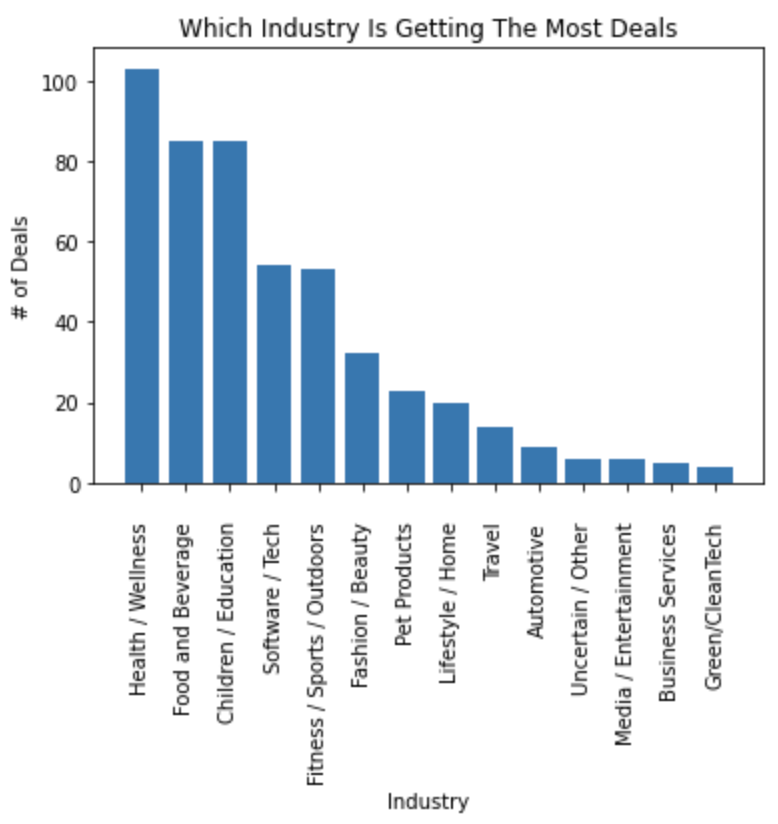 Which Industry Is Getting The Most Deals
# of Deals
100
80
60
40
20
0
Health / Wellness
Food and Beverage
Children / Education
Software / Tech
Fitness / Sports / Outdoors
Fashion / Beauty
Pet Products
Lifestyle / Home
Travel
Automotive
Uncertain / Other
Media / Entertainment
Business Services
Green/CleanTech
Industry